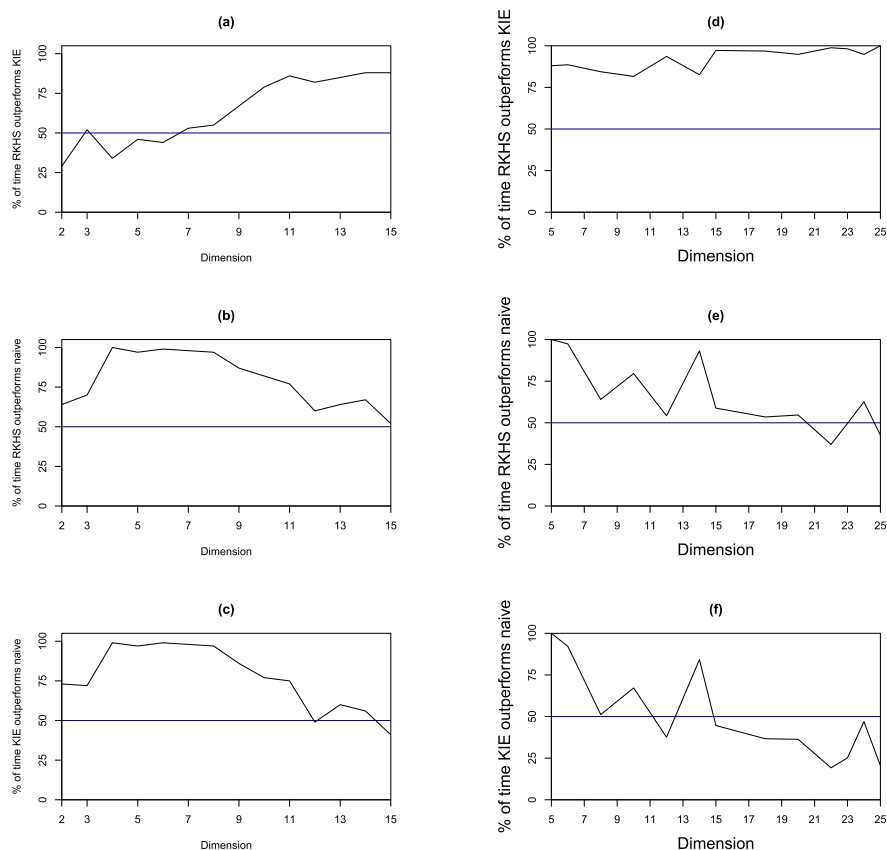 (a)
% of time RKHS outperforms KIE
0 25 50 75 100
2 3 5 7 9 11 13 15
Dimension
(b)
% of time RKHS outperforms naive
0 25 50 75 100
2 3 5 7 9 11 13 15
Dimension
(c)
% of time KIE outperforms naive
0 25 50 75 100
2 3 5 7 9 11 13 15
Dimension
(d)
% of time RKHS outperforms KIE
0 25 50 75 100
5 7 9 11 13 15 17 19 21 23 25
Dimension
(e)
% of time RKHS outperforms naive
0 25 50 75 100
5 7 9 11 13 15 17 19 21 23 25
Dimension
(f)
% of time KIE outperforms naive
0 25 50 75 100
5 7 9 11 13 15 17 19 21 23 25
Dimension